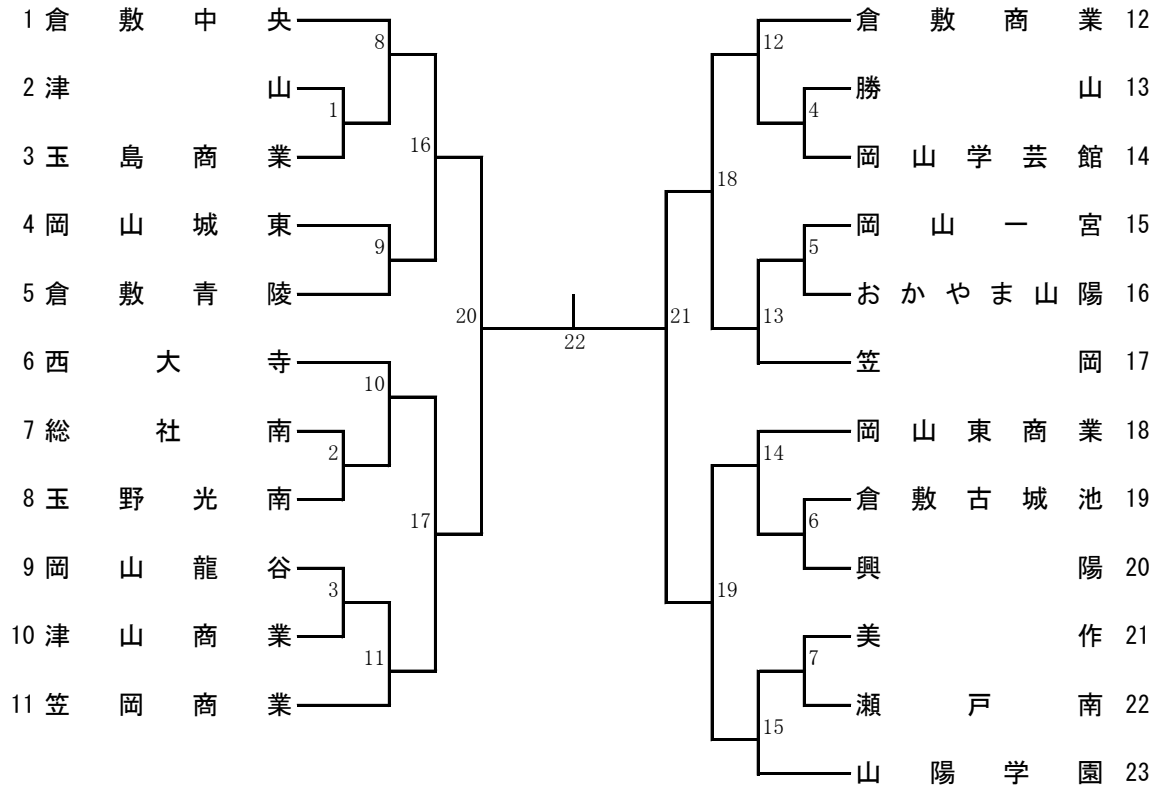 1 倉敷中央
8
2 津山
1
3 玉島商業
16
4 岡山城東
9
5 倉敷青陵
20
6 西大寺
10
7 総社南
2
8 玉野光南
17
9 岡山龍谷
3
10 津山商業
11
11 笠岡商業
22
倉敷商業 12
12
勝山 13
4
岡山学芸館 14
18
岡山一宮 15
5
おかやま山陽 16
13
笠岡 17
21
岡山東商業 18
14
倉敷古城池 19
6
興陽 20
19
美作 21
7
瀬戸南 22
15
山陽学園 23